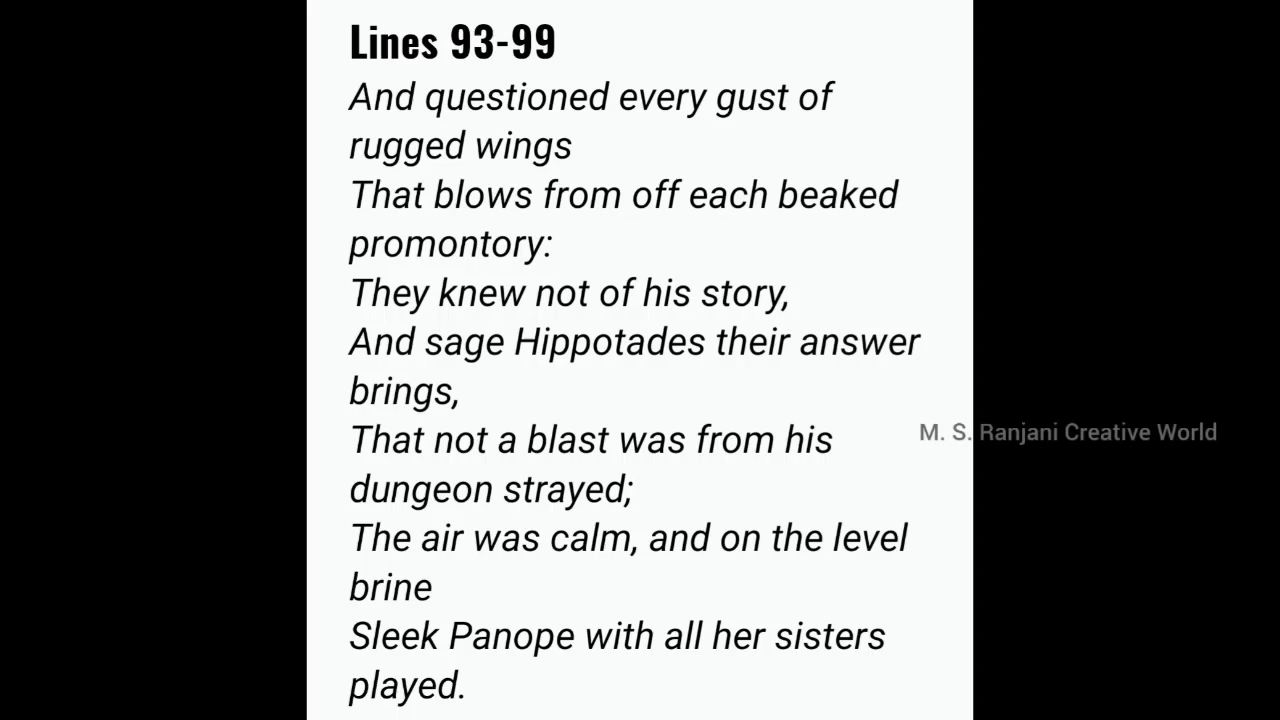 Lines 93-99
And questioned every gust of
rugged wings
That blows from off each beaked
promontory:
They knew not of his story,
And sage Hippotades their answer
brings,
That not a blast was from his
dungeon strayed;
The air was calm, and on the level
brine
Sleek Panope with all her sisters
played.
M. S. Ranjani Creative World